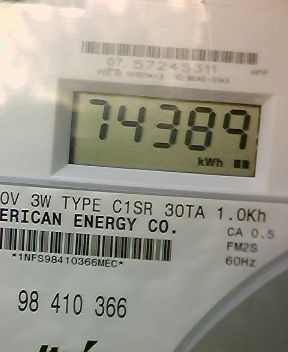 07. 57245311 HPP
74389
kWh
0V 3W TYPE C1SR 30TA 1.0Kh
ERICAN ENERGY CO. CA 0.5
FM2S
*1NFS98410366MEC* 60Hz
98 410 366